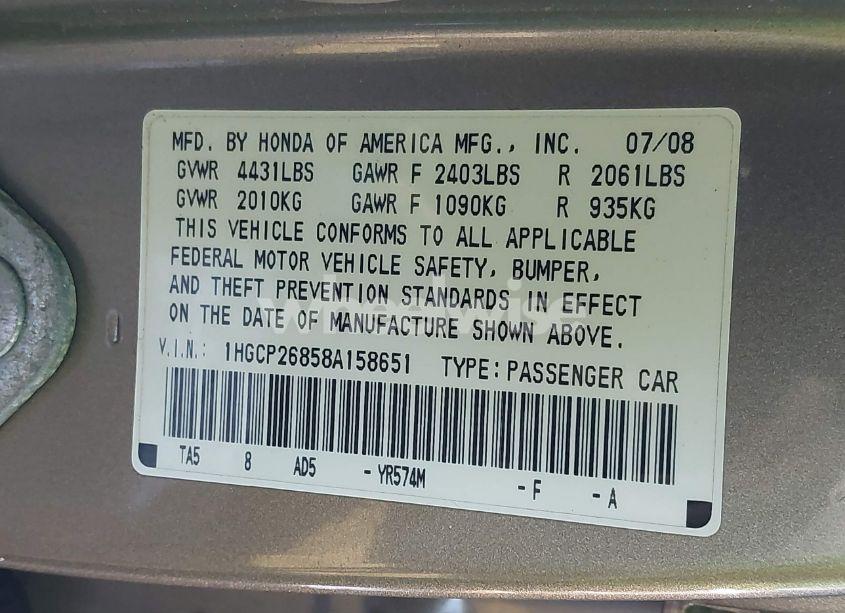 MFD. BY HONDA OF AMERICA MFG., INC. 07/08
GVWR 4431LBS GAWR F 2403LBS R 2061LBS
GVWR 2010KG GAWR F 1090KG R 935KG
THIS VEHICLE CONFORMS TO ALL APPLICABLE
FEDERAL MOTOR VEHICLE SAFETY, BUMPER,
AND THEFT PREVENTION STANDARDS IN EFFECT
ON THE DATE OF MANUFACTURE SHOWN ABOVE.
wheelwise
V.I.N.: 1HGCP26858A158651 TYPE: PASSENGER CAR
TA5 8 AD5 - YR574M - F - A